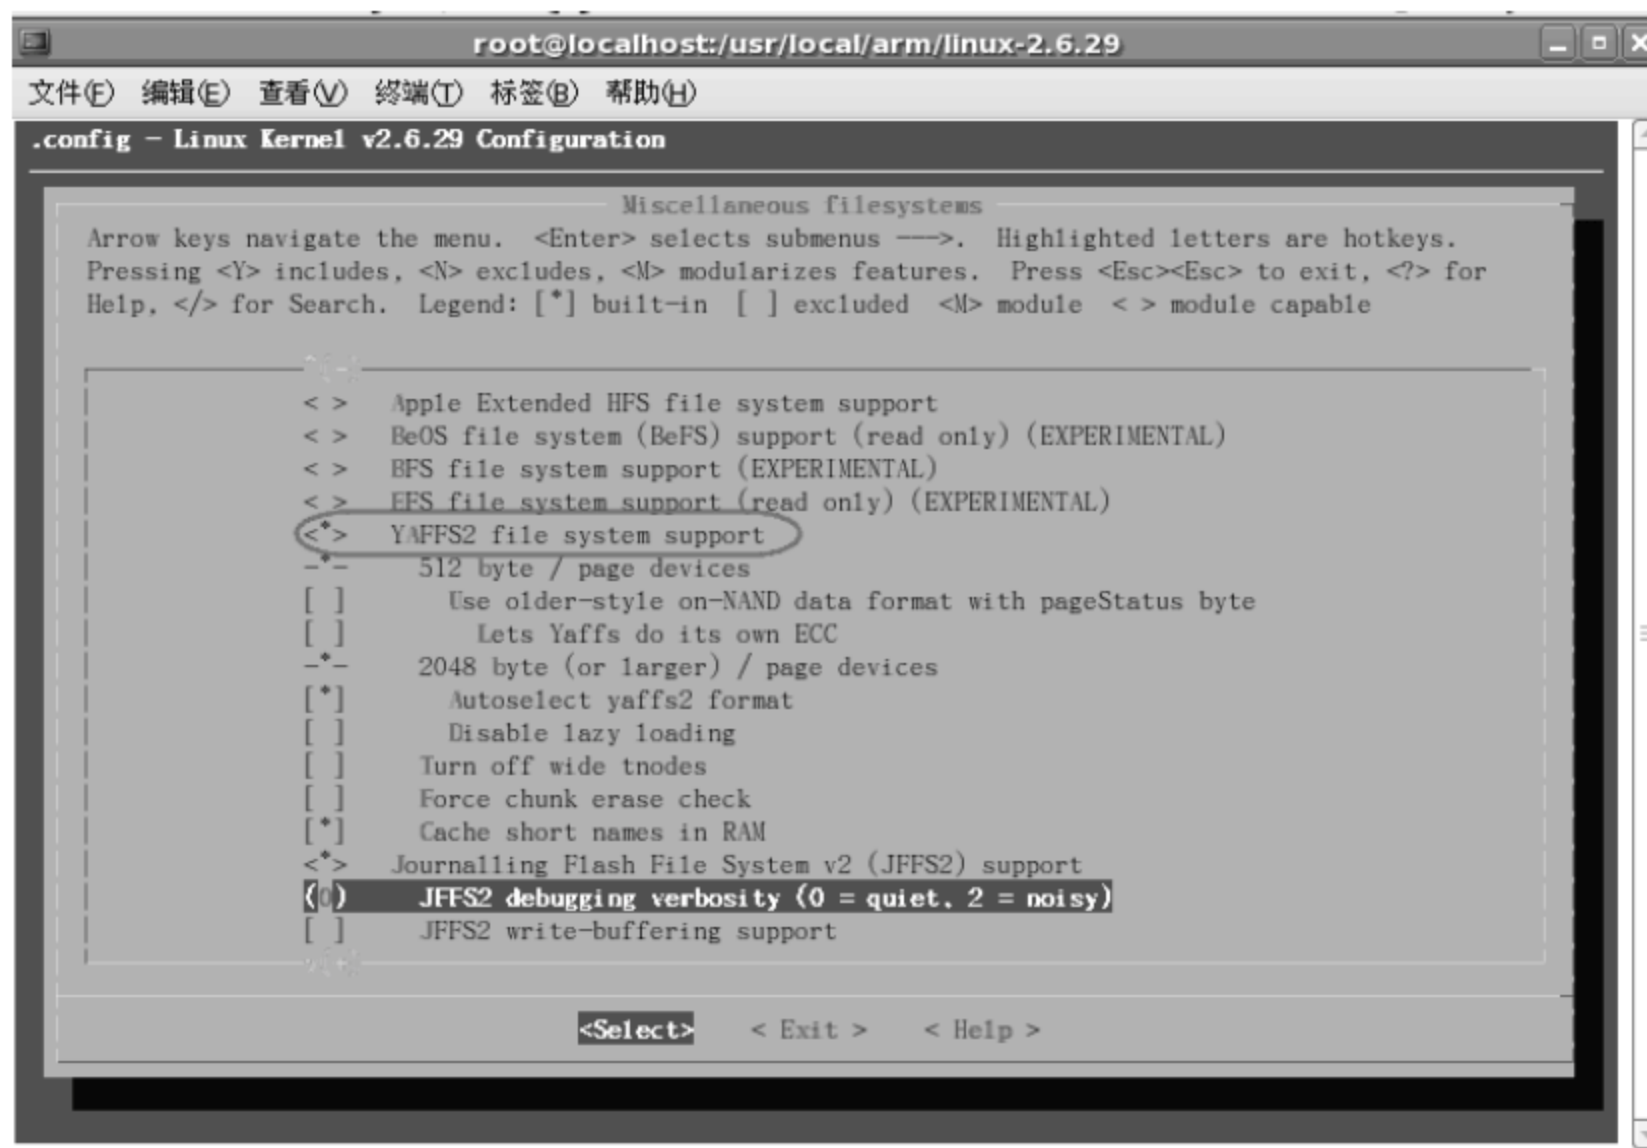 root@localhost:/usr/local/arm/linux-2.6.29
文件(F) 编辑(E) 查看(V) 终端(T) 标签(B) 帮助(H)
.config - Linux Kernel v2.6.29 Configuration
Miscellaneous filesystems
Arrow keys navigate the menu. <Enter> selects submenus --->. Highlighted letters are hotkeys.
Pressing <Y> includes, <N> excludes, <M> modularizes features. Press <Esc><Esc> to exit, <?> for
Help, </> for Search. Legend: [*] built-in [ ] excluded <M> module < > module capable
^(-)
< > Apple Extended HFS file system support
< > BeOS file system (BeFS) support (read only) (EXPERIMENTAL)
< > BFS file system support (EXPERIMENTAL)
< > EFS file system support (read only) (EXPERIMENTAL)
<*> YAFFS2 file system support
-*- 512 byte / page devices
[ ] Use older-style on-NAND data format with pageStatus byte
[ ] Lets Yaffs do its own ECC
-*- 2048 byte (or larger) / page devices
[*] Autoselect yaffs2 format
[ ] Disable lazy loading
[ ] Turn off wide tnodes
[ ] Force chunk erase check
[*] Cache short names in RAM
<*> Journalling Flash File System v2 (JFFS2) support
(0) JFFS2 debugging verbosity (0 = quiet, 2 = noisy)
[ ] JFFS2 write-buffering support
v(+)
<Select> < Exit > < Help >